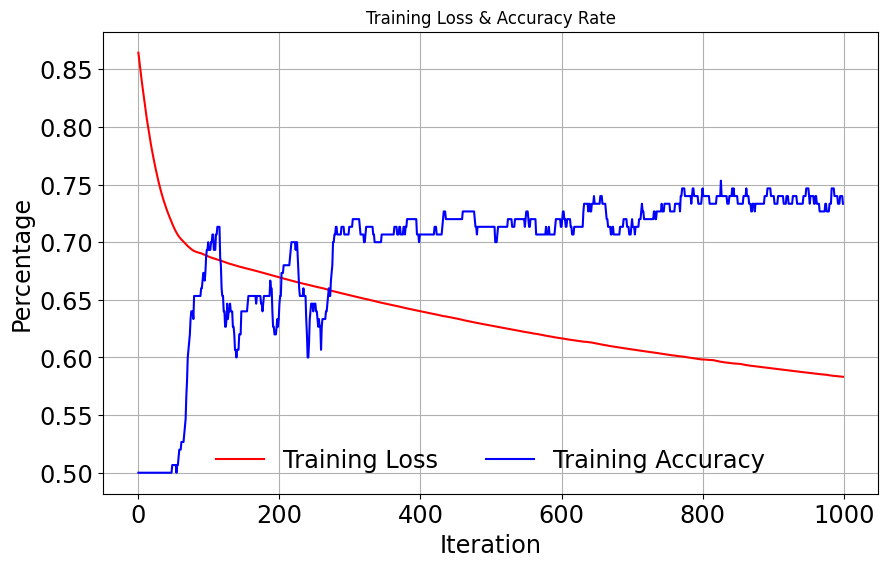 Training Loss & Accuracy Rate
0.85
0.80
0.75
0.70
0.65
0.60
0.55
0.50
Percentage
Training Loss Training Accuracy
0 200 400 600 800 1000
Iteration